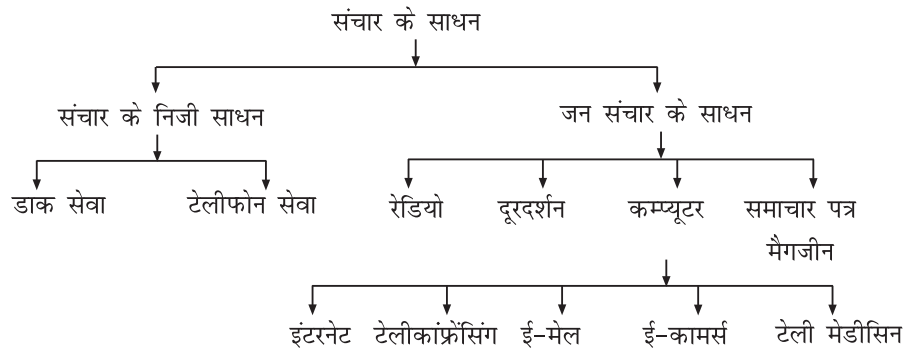 संचार के साधन
संचार के निजी साधन जन संचार के साधन
डाक सेवा टेलीफोन सेवा रेडियो दूरदर्शन कम्प्यूटर समाचार पत्र
मैगजीन
इंटरनेट टेलीकांफ्रेंसिंग ई-मेल ई-कामर्स टेली मेडीसिन